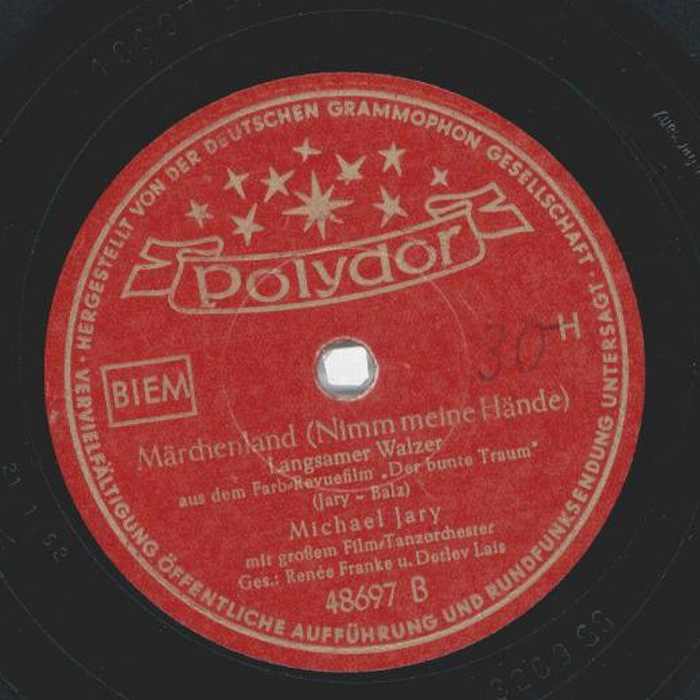 HERGESTELLT VON DER DEUTSCHEN GRAMMOPHON GESELLSCHAFT · VERVIELFÄLTIGUNG ÖFFENTLICHE AUFFÜHRUNG UND RUNDFUNKSENDUNG UNTERSAGT ·
Polydor
30 H
BIEM
Märchenland (Nimm meine Hände)
Langsamer Walzer
aus dem Farb-Revuefilm „Der bunte Traum"
(Jary - Balz)
Michael Jary
mit großem Film-Tanzorchester
Ges.: Renée Franke u. Detlev Lais
48697 B